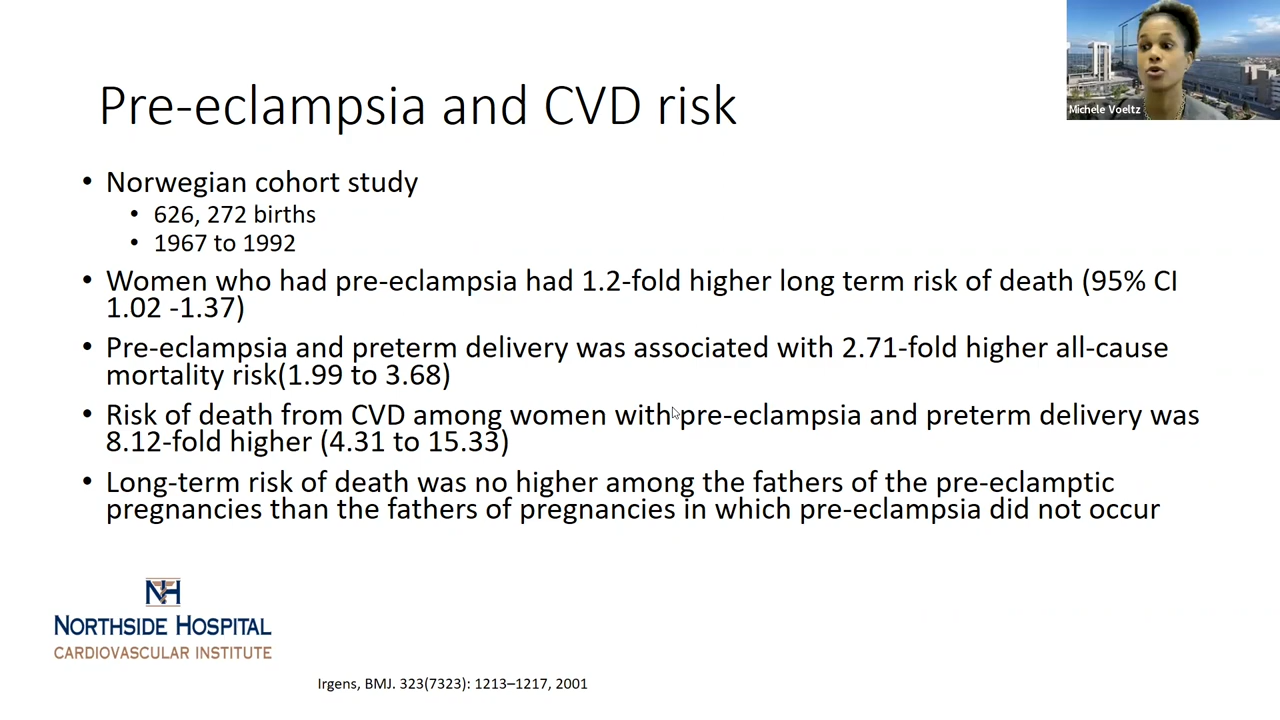 Michele Voeltz
Pre-eclampsia and CVD risk
• Norwegian cohort study
• 626, 272 births
• 1967 to 1992
• Women who had pre-eclampsia had 1.2-fold higher long term risk of death (95% CI
1.02 -1.37)
• Pre-eclampsia and preterm delivery was associated with 2.71-fold higher all-cause
mortality risk(1.99 to 3.68)
• Risk of death from CVD among women with pre-eclampsia and preterm delivery was
8.12-fold higher (4.31 to 15.33)
• Long-term risk of death was no higher among the fathers of the pre-eclamptic
pregnancies than the fathers of pregnancies in which pre-eclampsia did not occur
NH
NORTHSIDE HOSPITAL
CARDIOVASCULAR INSTITUTE
Irgens, BMJ. 323(7323): 1213–1217, 2001